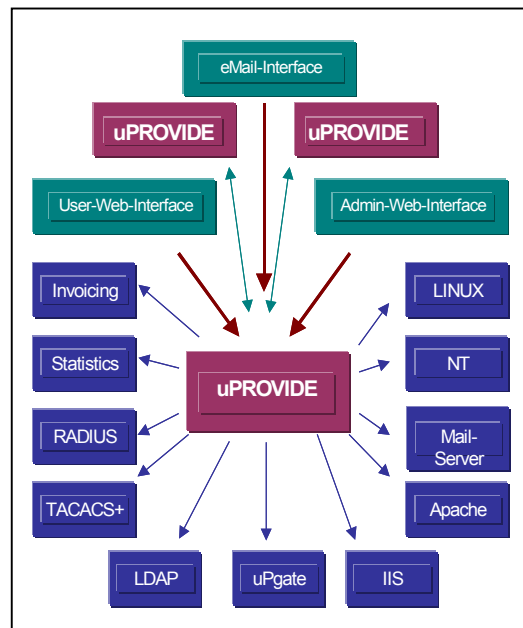 eMail-Interface
uPROVIDE
uPROVIDE
User-Web-Interface
Admin-Web-Interface
Invoicing
LINUX
Statistics
NT
uPROVIDE
RADIUS
Mail-
Server
TACACS+
Apache
LDAP
uPgate
IIS